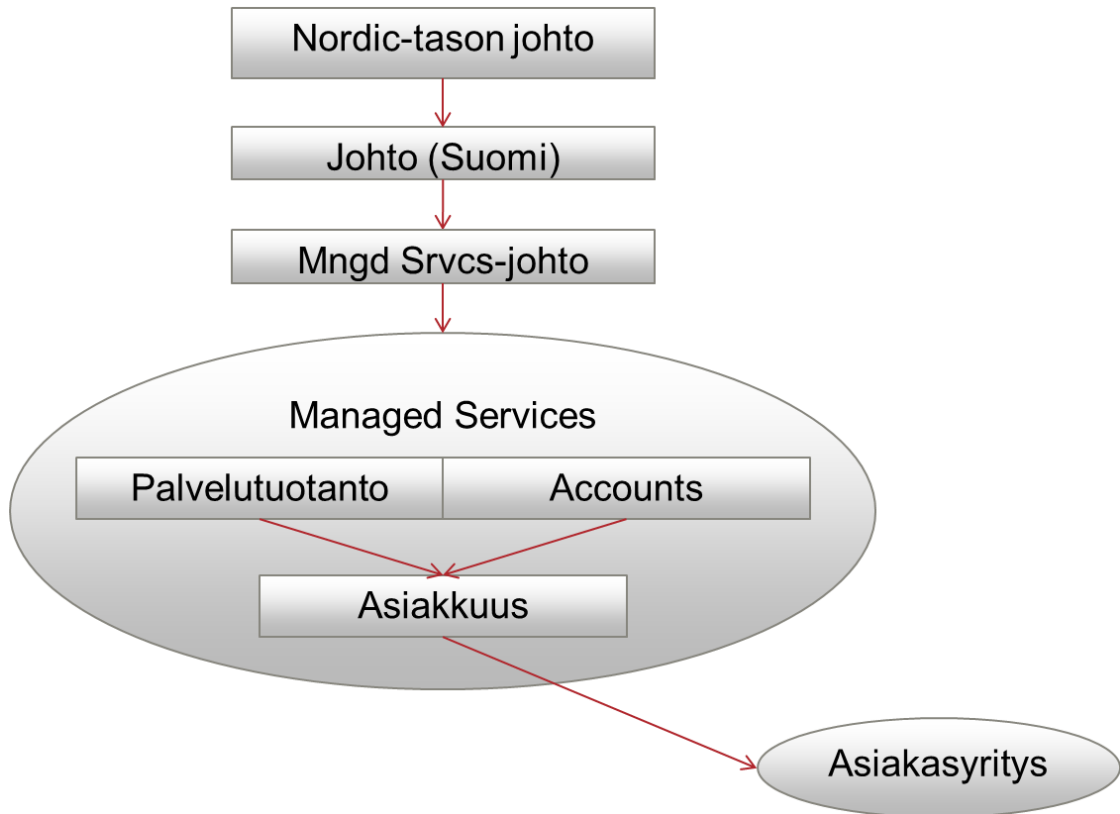 Nordic-tason johto
Johto (Suomi)
Mngd Srvcs-johto
Managed Services
Palvelutuotanto
Accounts
Asiakkuus
Asiakasyritys